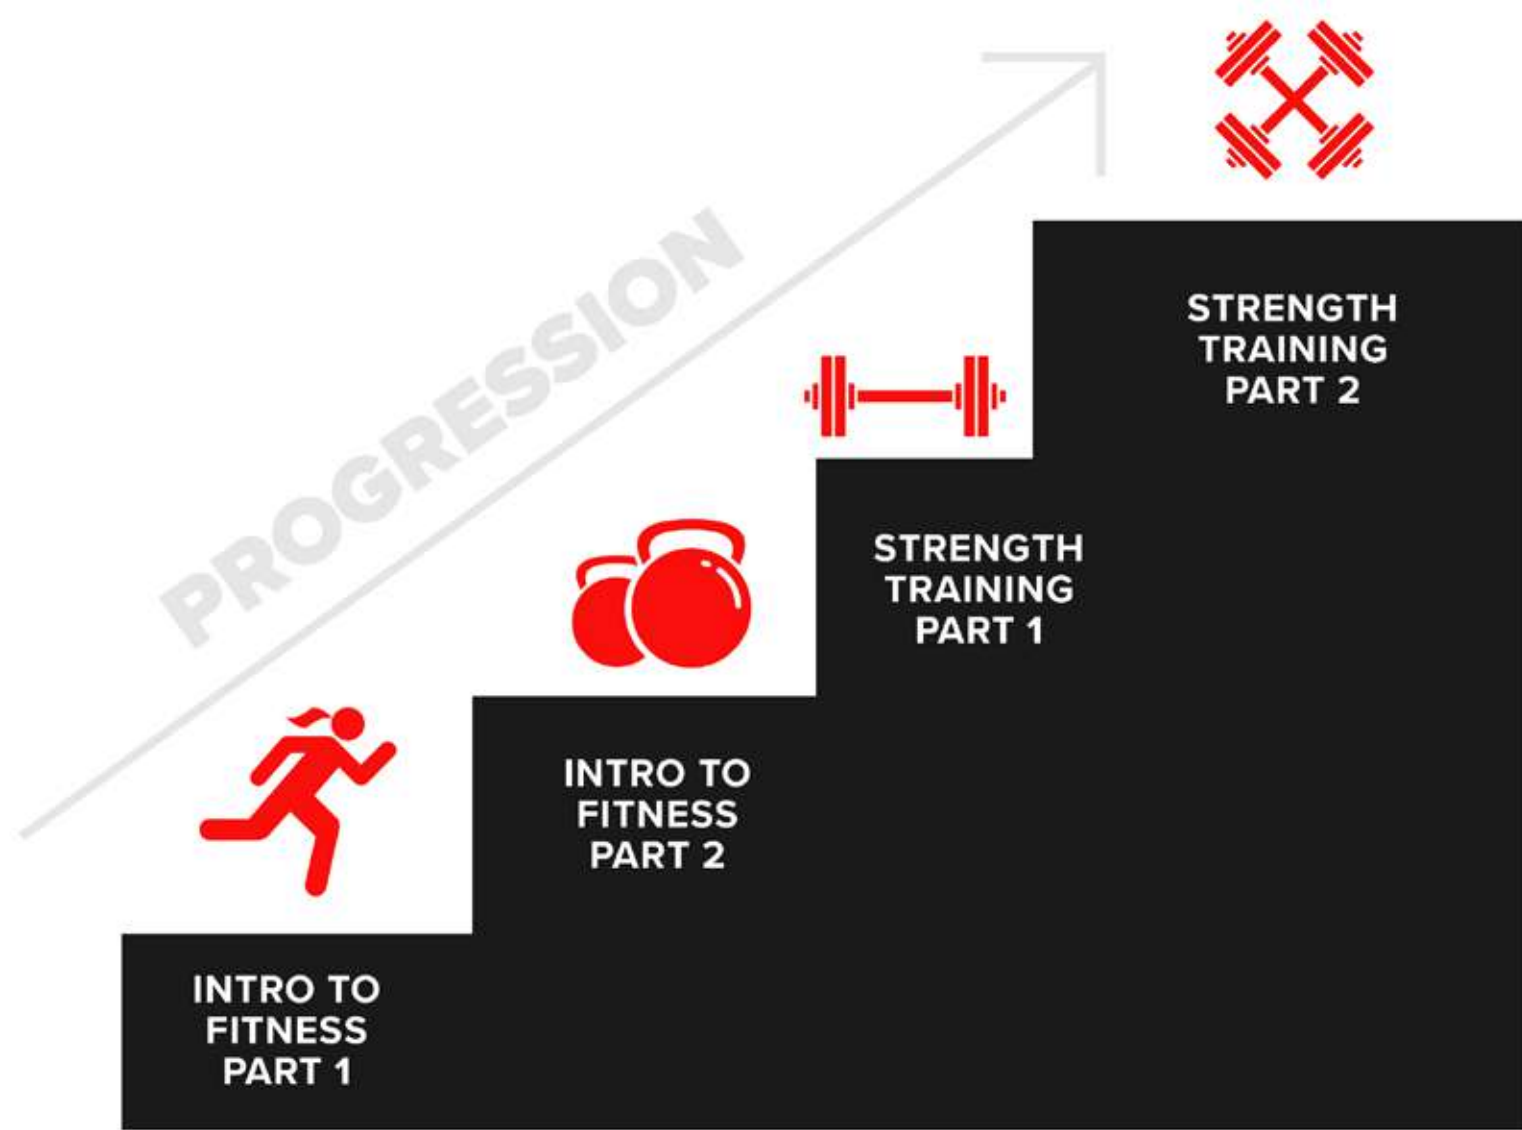 PROGRESSION
STRENGTH
TRAINING
PART 2
STRENGTH
TRAINING
PART 1
INTRO TO
FITNESS
PART 2
INTRO TO
FITNESS
PART 1